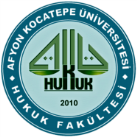 AFYON KOCATEPE ÜNİVERSİTESİ
HUKUK
2010
HUKUK FAKÜLTESİ